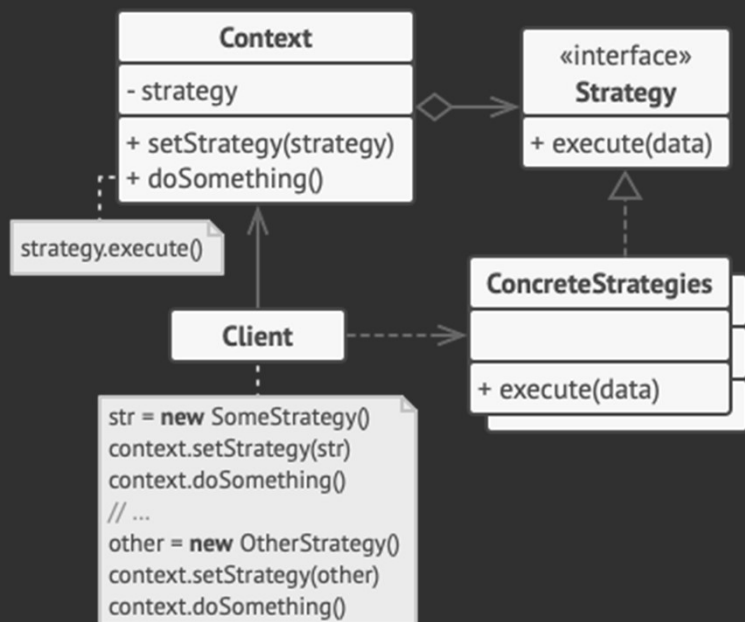 Context
- strategy
+ setStrategy(strategy)
+ doSomething()
«interface»
Strategy
+ execute(data)
strategy.execute()
ConcreteStrategies
+ execute(data)
Client
str = new SomeStrategy()
context.setStrategy(str)
context.doSomething()
// ...
other = new OtherStrategy()
context.setStrategy(other)
context.doSomething()